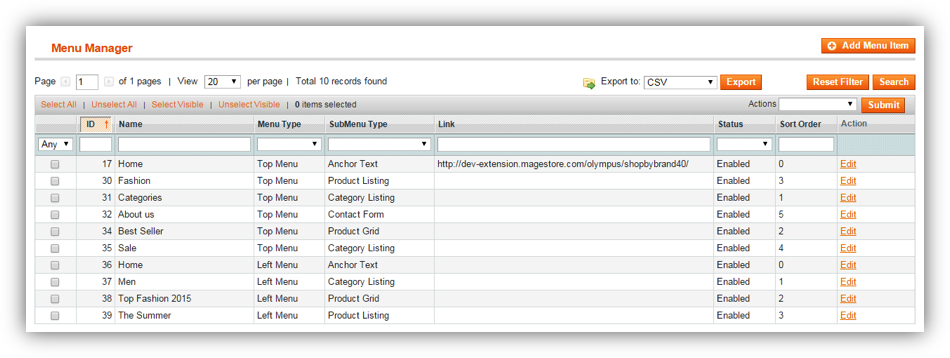 Menu Manager Add Menu Item
Page 1 of 1 pages | View 20 per page | Total 10 records found Export to: CSV Export Reset Filter Search
Select All | Unselect All | Select Visible | Unselect Visible | 0 items selected Actions Submit
ID Name Menu Type SubMenu Type Link Status Sort Order Action
Any
17 Home Top Menu Anchor Text http://dev-extension.magestore.com/olympus/shopbybrand40/ Enabled 0 Edit
30 Fashion Top Menu Product Listing Enabled 3 Edit
31 Categories Top Menu Category Listing Enabled 1 Edit
32 About us Top Menu Contact Form Enabled 5 Edit
34 Best Seller Top Menu Product Grid Enabled 2 Edit
35 Sale Top Menu Category Listing Enabled 4 Edit
36 Home Left Menu Anchor Text Enabled 0 Edit
37 Men Left Menu Category Listing Enabled 1 Edit
38 Top Fashion 2015 Left Menu Product Grid Enabled 2 Edit
39 The Summer Left Menu Product Listing Enabled 3 Edit